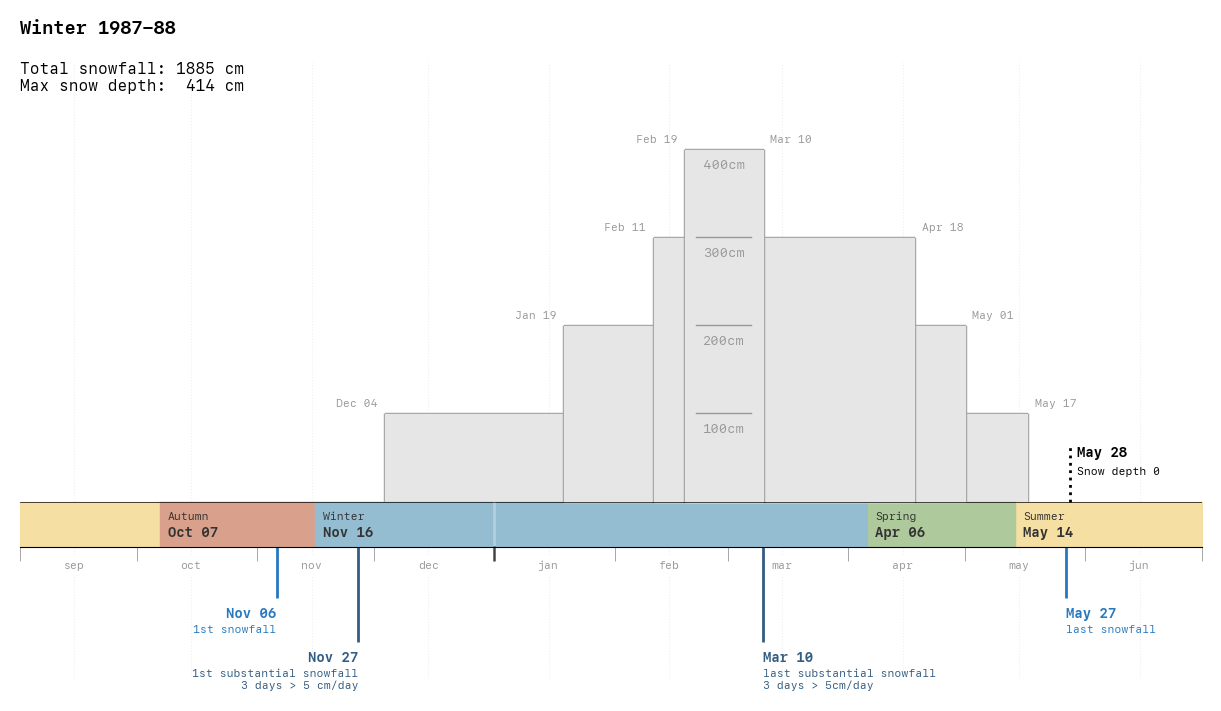 Winter 1987–88
Total snowfall: 1885 cm
Max snow depth:  414 cm
Feb 19
Mar 10
400cm
Feb 11
Apr 18
300cm
Jan 19
May 01
200cm
Dec 04
May 17
100cm
May 28
Snow depth 0
Autumn
Oct 07
Winter
Nov 16
Spring
Apr 06
Summer
May 14
sep
oct
nov
dec
jan
feb
mar
apr
may
jun
Nov 06
1st snowfall
May 27
last snowfall
Nov 27
1st substantial snowfall
3 days > 5 cm/day
Mar 10
last substantial snowfall
3 days > 5cm/day